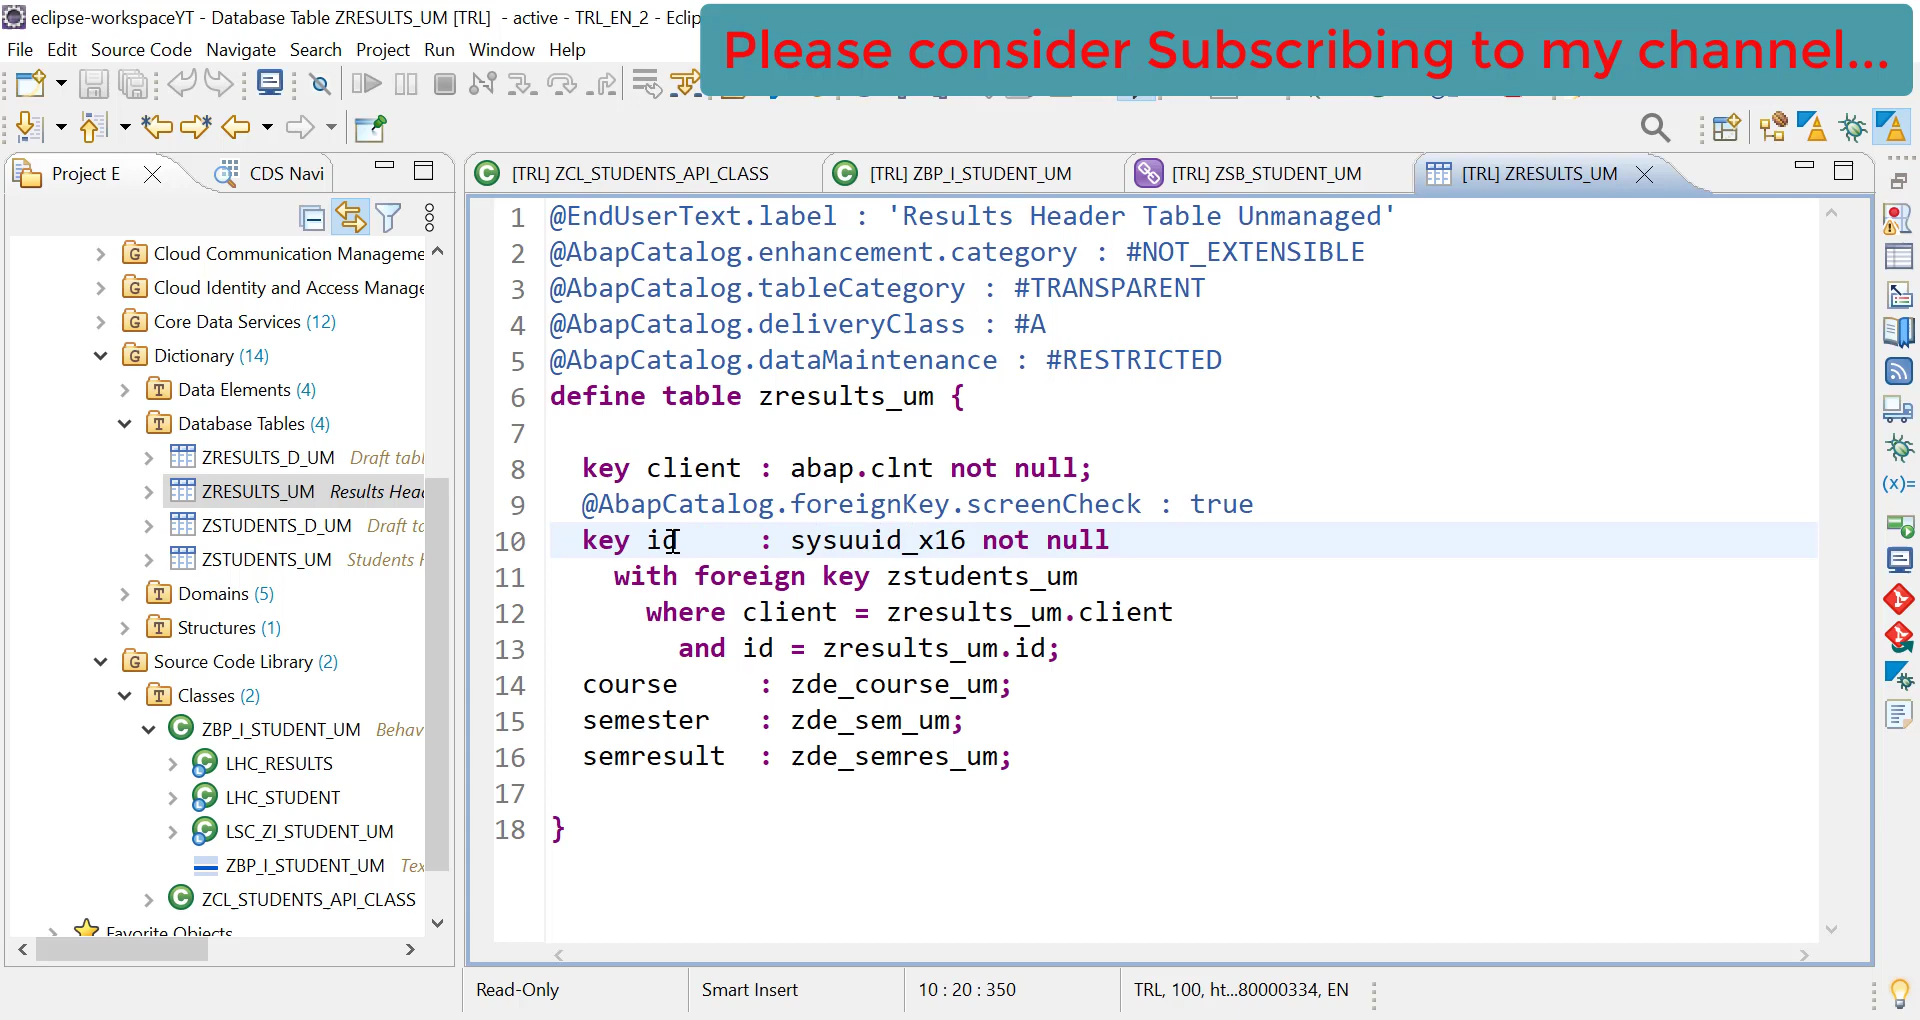 eclipse-workspaceYT - Database Table ZRESULTS_UM [TRL] - active - TRL_EN_2 - Eclip
Please consider Subscribing to my channel...
File Edit Source Code Navigate Search Project Run Window Help
Project E CDS Navi
[TRL] ZCL_STUDENTS_API_CLASS [TRL] ZBP_I_STUDENT_UM [TRL] ZSB_STUDENT_UM [TRL] ZRESULTS_UM
Cloud Communication Manageme
Cloud Identity and Access Manage
Core Data Services (12)
Dictionary (14)
Data Elements (4)
Database Tables (4)
ZRESULTS_D_UM Draft tabl
ZRESULTS_UM Results Hea
ZSTUDENTS_D_UM Draft ta
ZSTUDENTS_UM Students H
Domains (5)
Structures (1)
Source Code Library (2)
Classes (2)
ZBP_I_STUDENT_UM Behav
LHC_RESULTS
LHC_STUDENT
LSC_ZI_STUDENT_UM
ZBP_I_STUDENT_UM Tex
ZCL_STUDENTS_API_CLASS
Favorite Objects
1 @EndUserText.label : 'Results Header Table Unmanaged'
2 @AbapCatalog.enhancement.category : #NOT_EXTENSIBLE
3 @AbapCatalog.tableCategory : #TRANSPARENT
4 @AbapCatalog.deliveryClass : #A
5 @AbapCatalog.dataMaintenance : #RESTRICTED
6 define table zresults_um {
7
8 key client : abap.clnt not null;
9 @AbapCatalog.foreignKey.screenCheck : true
10 key id : sysuuid_x16 not null
11 with foreign key zstudents_um
12 where client = zresults_um.client
13 and id = zresults_um.id;
14 course : zde_course_um;
15 semester : zde_sem_um;
16 semresult : zde_semres_um;
17
18 }
Read-Only Smart Insert 10 : 20 : 350 TRL, 100, ht...80000334, EN